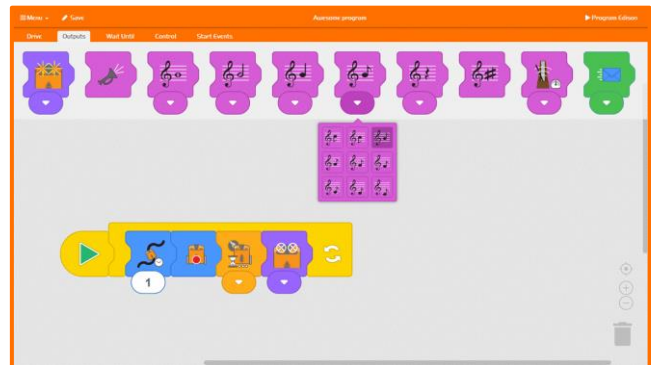 Menu Save Awesome program Program Edison
Drive Outputs Wait Until Control Start Events
1